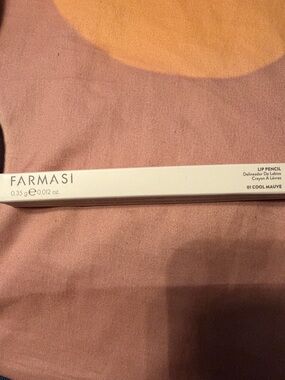 FARMASI
0,35 g ℮ 0.012 oz.
LIP PENCIL
Delineador De Labios
Crayon À Lèvres
01 COOL MAUVE